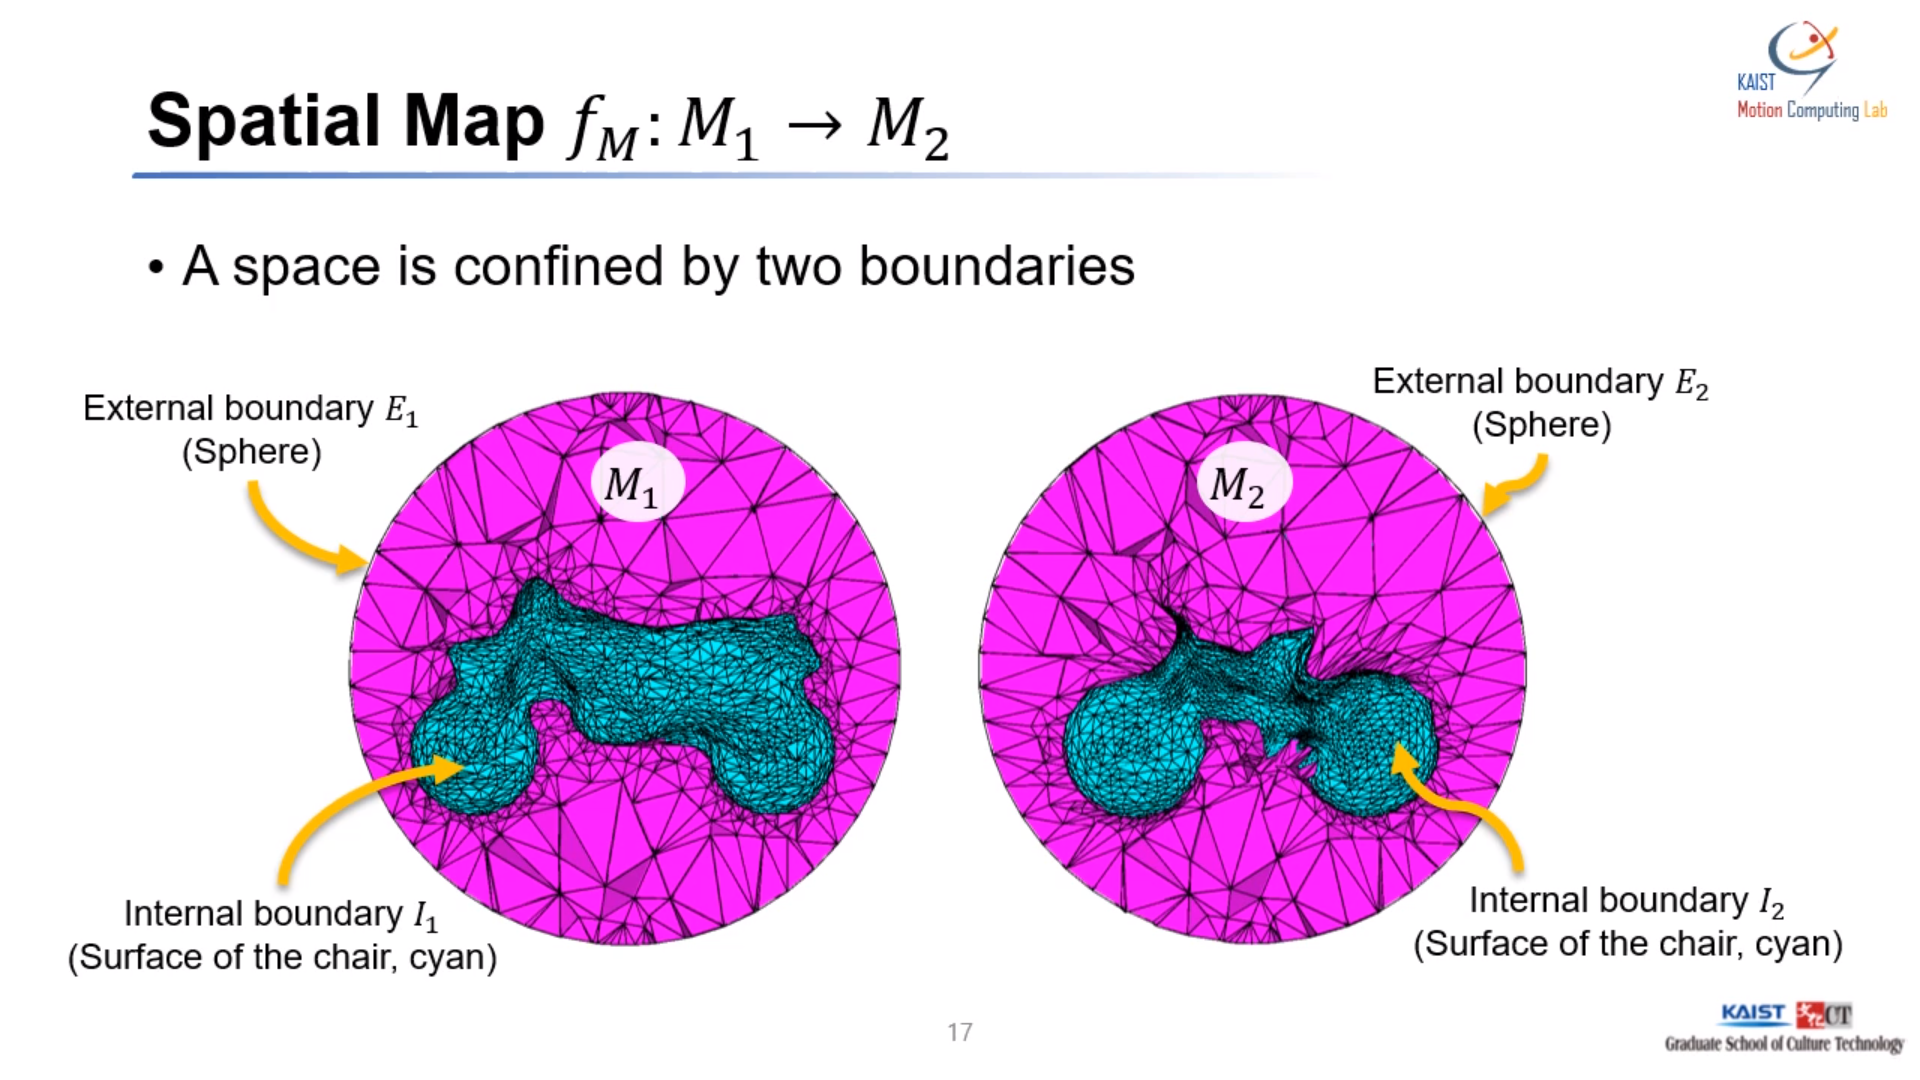 KAIST
Motion Computing Lab
Spatial Map f_M: M_1 → M_2
• A space is confined by two boundaries
External boundary E_1
(Sphere)
External boundary E_2
(Sphere)
M_1
M_2
Internal boundary I_1
(Surface of the chair, cyan)
Internal boundary I_2
(Surface of the chair, cyan)
17
KAIST 文化 CT
Graduate School of Culture Technology